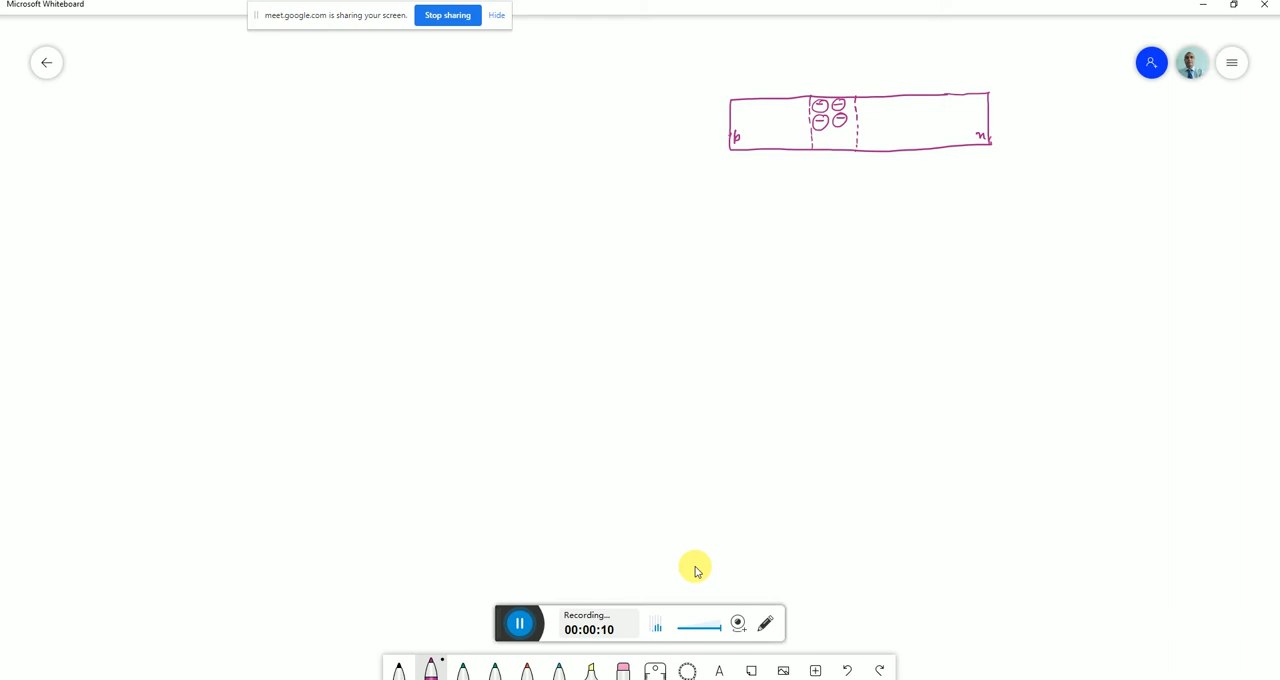 Microsoft Whiteboard
meet.google.com is sharing your screen. Stop sharing Hide
p n
Recording...
00:00:10
A